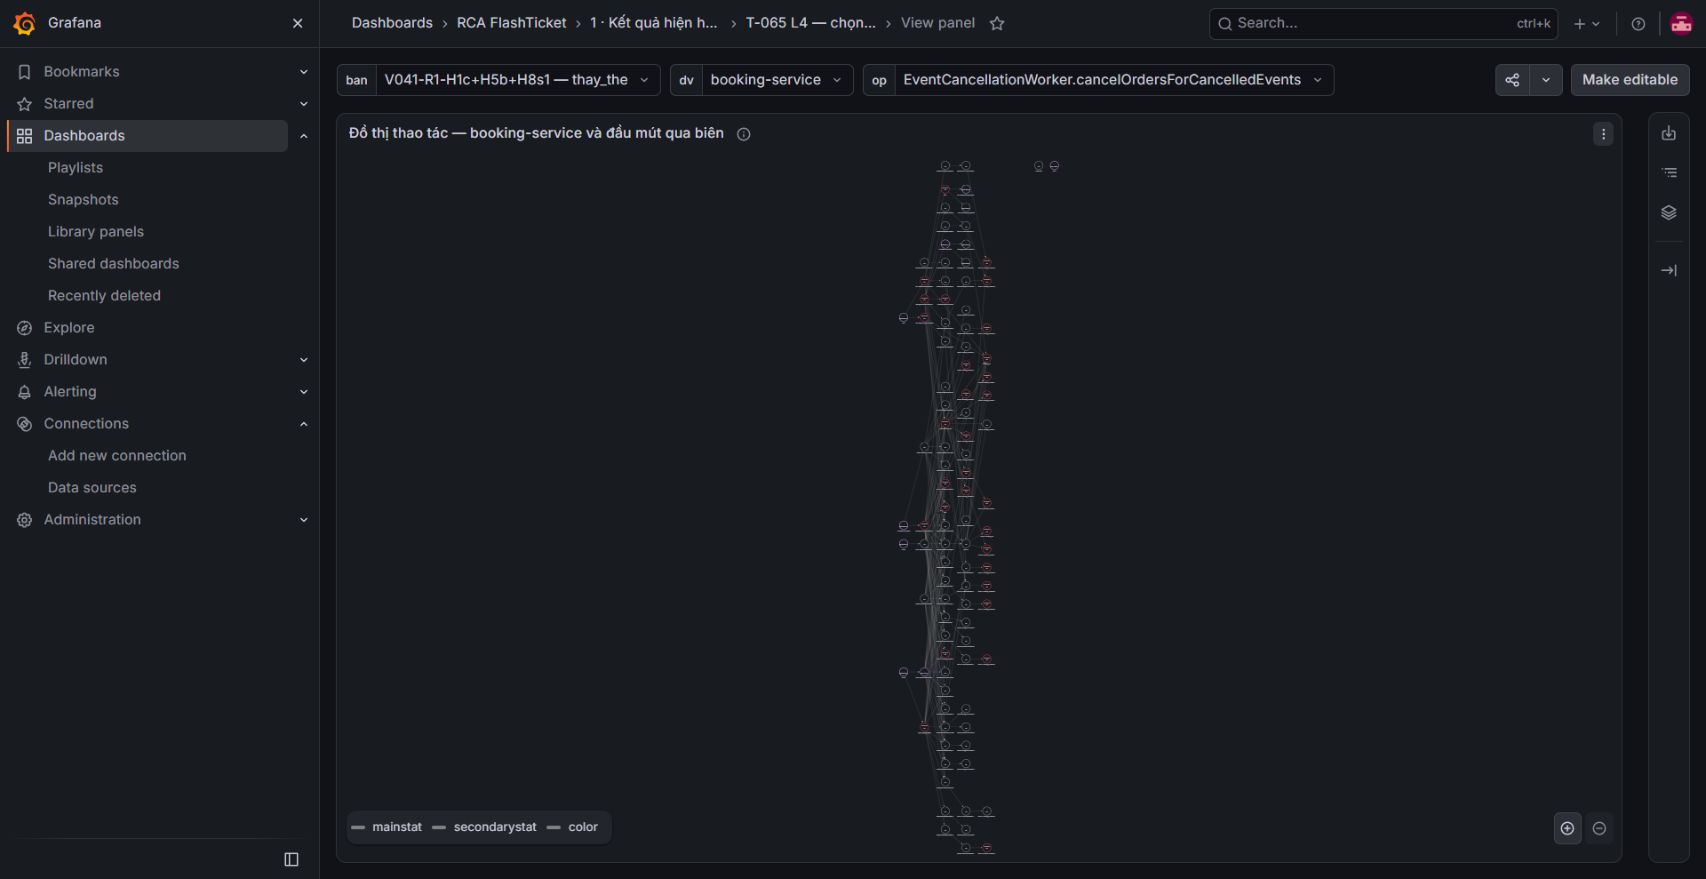 Grafana
Dashboards › RCA FlashTicket › 1 · Kết quả hiện h... › T-065 L4 — chọn... › View panel
Search...
ctrl+k
Bookmarks
Starred
Dashboards
Playlists
Snapshots
Library panels
Shared dashboards
Recently deleted
Explore
Drilldown
Alerting
Connections
Add new connection
Data sources
Administration
ban V041-R1-H1c+H5b+H8s1 — thay_the
dv booking-service
op EventCancellationWorker.cancelOrdersForCancelledEvents
Make editable
Đồ thị thao tác — booking-service và đầu mút qua biên
mainstat secondarystat color